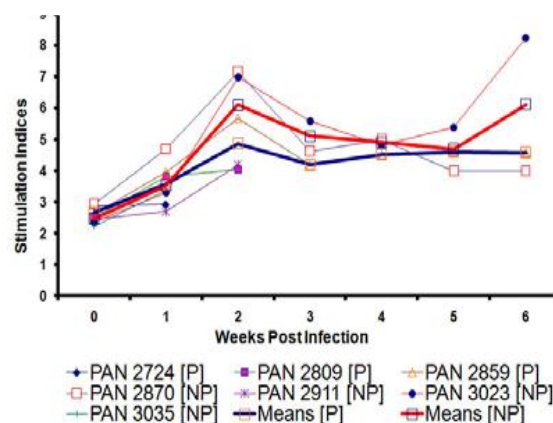 9
8
7
6
5
4
3
2
1
0
Stimulation Indices
0 1 2 3 4 5 6
Weeks Post Infection
PAN 2724 [P] PAN 2809 [P] PAN 2859 [P]
PAN 2870 [NP] PAN 2911 [NP] PAN 3023 [NP]
PAN 3035 [NP] Means [P] Means [NP]